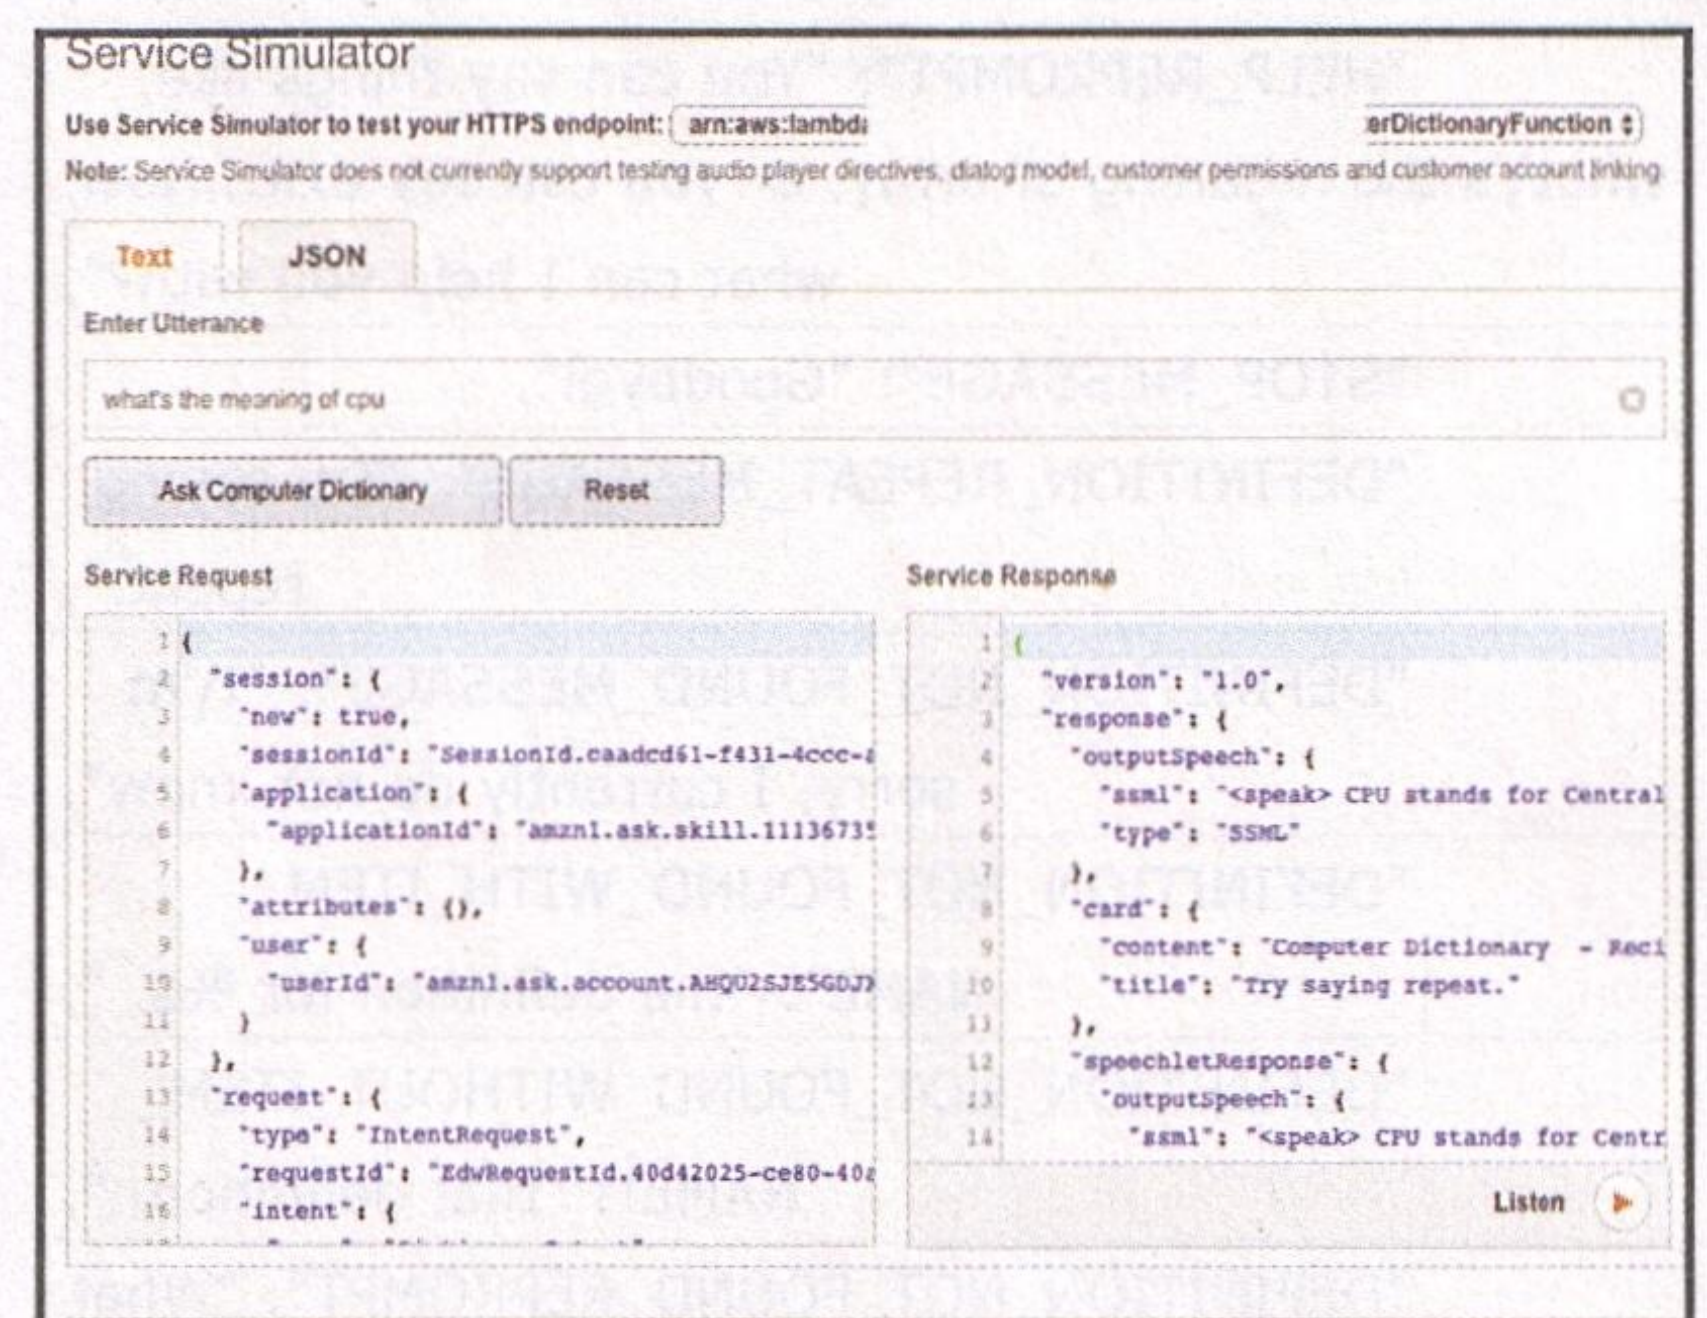 Service Simulator
Use Service Simulator to test your HTTPS endpoint: arn:aws:lambda erDictionaryFunction
Note: Service Simulator does not currently support testing audio player directives, dialog model, customer permissions and customer account linking
Text JSON
Enter Utterance
what's the meaning of cpu
Ask Computer Dictionary Reset
Service Request
1 {
2 "session": {
3 "new": true,
4 "sessionId": "SessionId.caadcd61-f431-4ccc-a
5 "application": {
6 "applicationId": "amzn1.ask.skill.11136735
7 },
8 "attributes": {},
9 "user": {
10 "userId": "amzn1.ask.account.AHQU2SJE5GDJX
11 }
12 },
13 "request": {
14 "type": "IntentRequest",
15 "requestId": "EdwRequestId.40d42025-ce80-40a
16 "intent": {
Service Response
1 {
2 "version": "1.0",
3 "response": {
4 "outputSpeech": {
5 "ssml": "<speak> CPU stands for Central
6 "type": "SSML"
7 },
8 "card": {
9 "content": "Computer Dictionary - Reci
10 "title": "Try saying repeat."
11 },
12 "speechletResponse": {
13 "outputSpeech": {
14 "ssml": "<speak> CPU stands for Centr
Listen